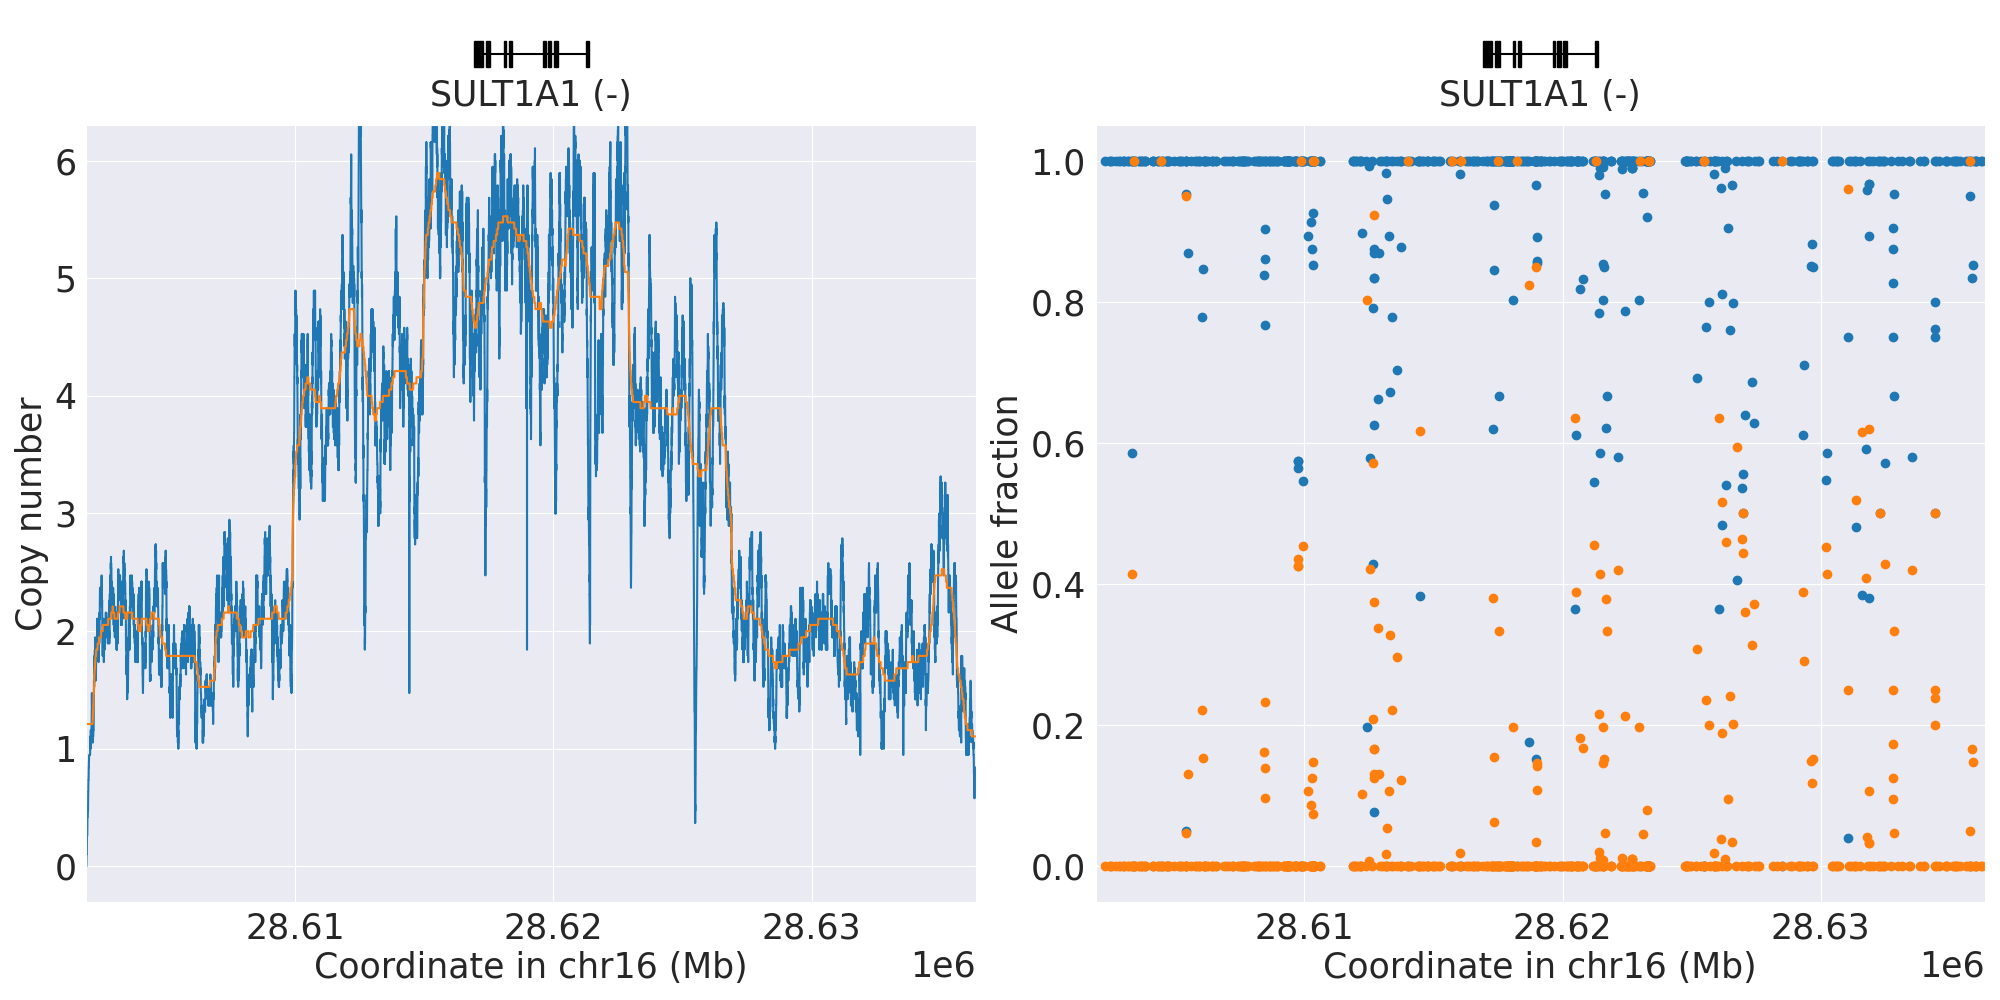 SULT1A1 (-)
Copy number
6
5
4
3
2
1
0
28.61
28.62
28.63
Coordinate in chr16 (Mb)
1e6
SULT1A1 (-)
Allele fraction
1.0
0.8
0.6
0.4
0.2
0.0
28.61
28.62
28.63
Coordinate in chr16 (Mb)
1e6